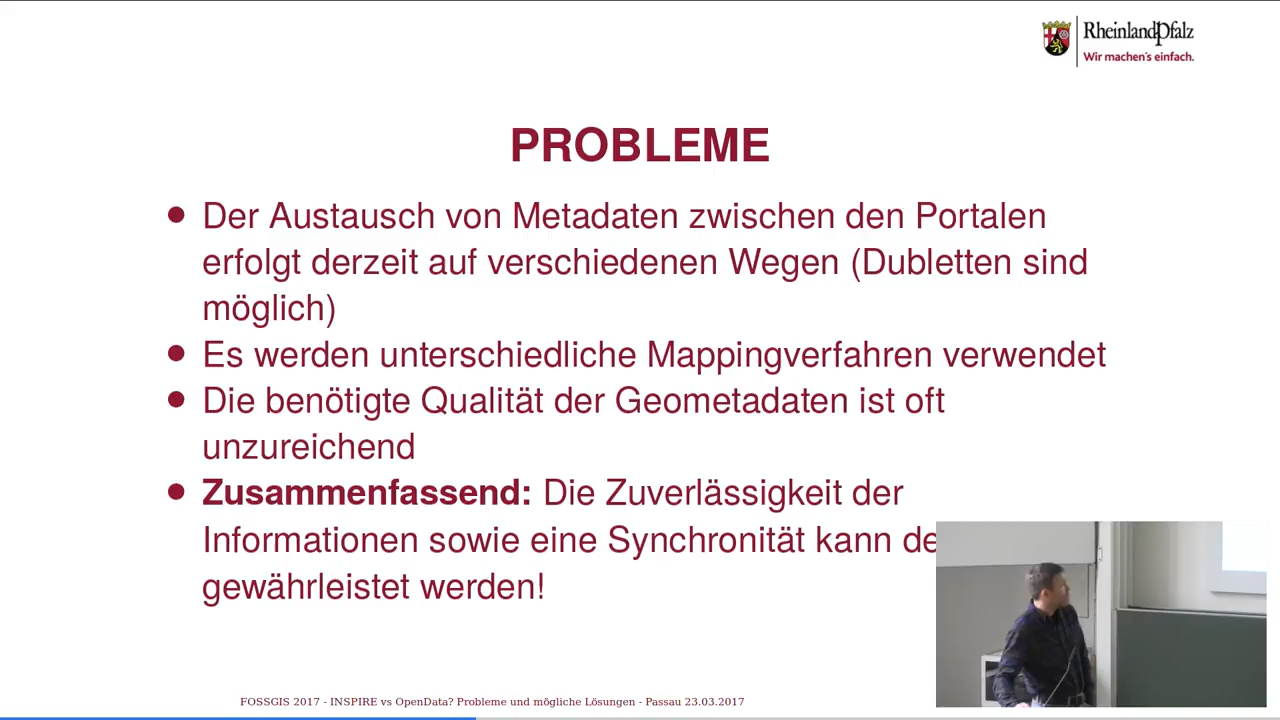 RheinlandPfalz
Wir machen's einfach.
PROBLEME
Der Austausch von Metadaten zwischen den Portalen
erfolgt derzeit auf verschiedenen Wegen (Dubletten sind
möglich)
Es werden unterschiedliche Mappingverfahren verwendet
Die benötigte Qualität der Geometadaten ist oft
unzureichend
Zusammenfassend: Die Zuverlässigkeit der
Informationen sowie eine Synchronität kann
gewährleistet werden!
FOSSGIS 2017 - INSPIRE vs OpenData? Probleme und mögliche Lösungen - Passau 23.03.2017